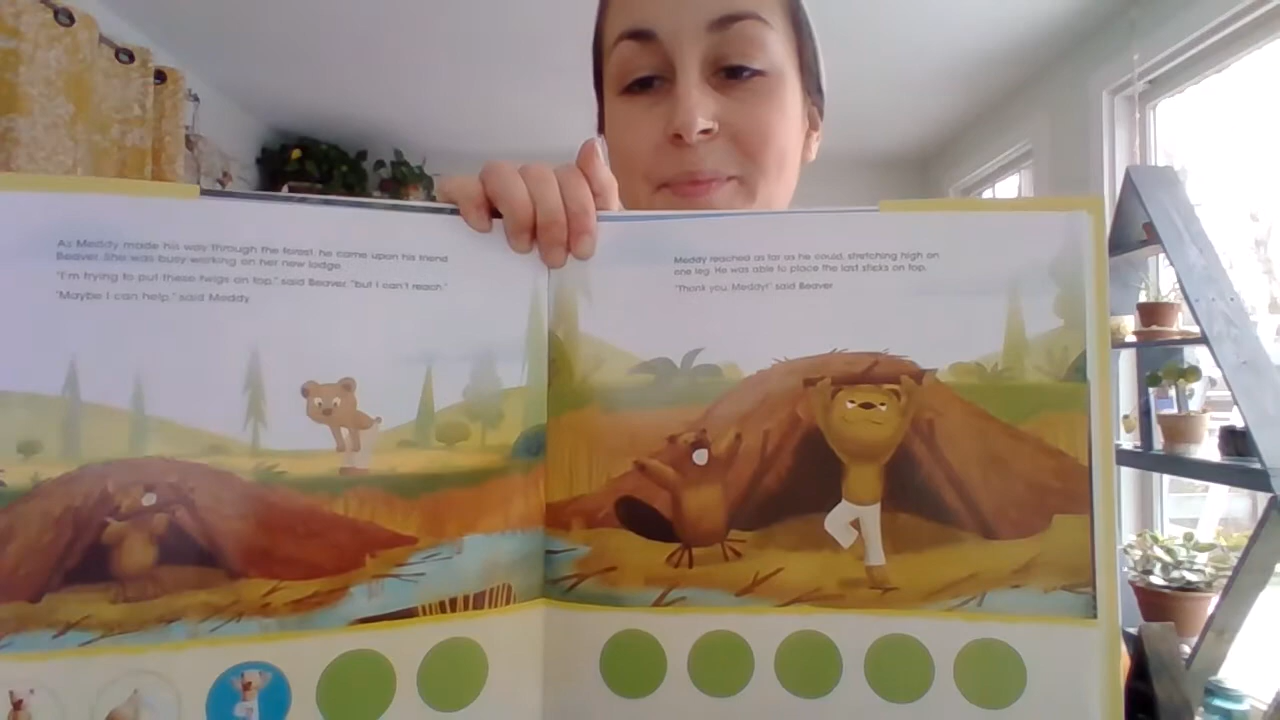 As Meddy made his way through the forest, he came upon his friend
Beaver. She was busy working on her new lodge.
"I'm trying to put these twigs on top," said Beaver, "but I can't reach."
"Maybe I can help," said Meddy.
Meddy reached as far as he could, stretching high on
one leg. He was able to place the last sticks on top.
"Thank you, Meddy!" said Beaver.